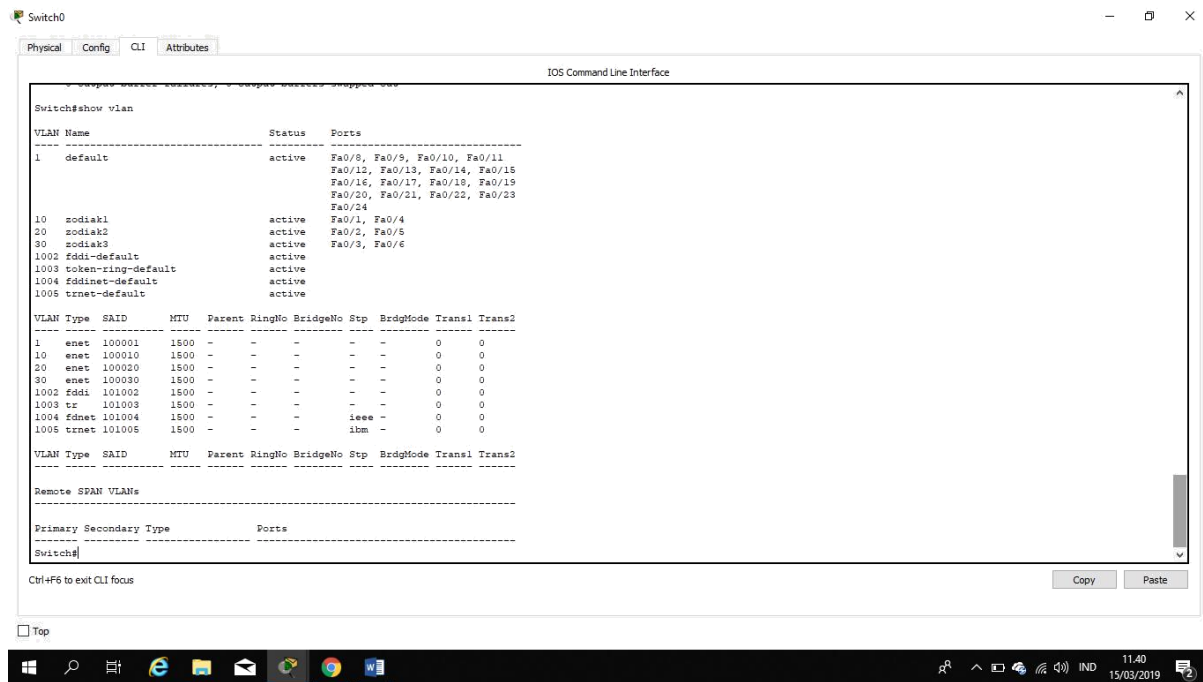 Switch0
Physical Config CLI Attributes
IOS Command Line Interface
Switch#show vlan
VLAN Name Status Ports
---- -------------------------------- --------- -------------------------------
1 default active Fa0/8, Fa0/9, Fa0/10, Fa0/11
Fa0/12, Fa0/13, Fa0/14, Fa0/15
Fa0/16, Fa0/17, Fa0/18, Fa0/19
Fa0/20, Fa0/21, Fa0/22, Fa0/23
Fa0/24
10 zodiak1 active Fa0/1, Fa0/4
20 zodiak2 active Fa0/2, Fa0/5
30 zodiak3 active Fa0/3, Fa0/6
1002 fddi-default active
1003 token-ring-default active
1004 fddinet-default active
1005 trnet-default active
VLAN Type SAID MTU Parent RingNo BridgeNo Stp BrdgMode Trans1 Trans2
---- ----- ---------- ----- ------ ------ -------- ---- -------- ------ ------
1 enet 100001 1500 - - - - - 0 0
10 enet 100010 1500 - - - - - 0 0
20 enet 100020 1500 - - - - - 0 0
30 enet 100030 1500 - - - - - 0 0
1002 fddi 101002 1500 - - - - - 0 0
1003 tr 101003 1500 - - - - - 0 0
1004 fdnet 101004 1500 - - - ieee - 0 0
1005 trnet 101005 1500 - - - ibm - 0 0
VLAN Type SAID MTU Parent RingNo BridgeNo Stp BrdgMode Trans1 Trans2
---- ----- ---------- ----- ------ ------ -------- ---- -------- ------ ------
Remote SPAN VLANs
------------------------------------------------------------------------------
Primary Secondary Type Ports
------- --------- ----------------- ------------------------------------------
Switch#
Ctrl+F6 to exit CLI focus
Copy Paste
Top
IND
11.40
15/03/2019
2